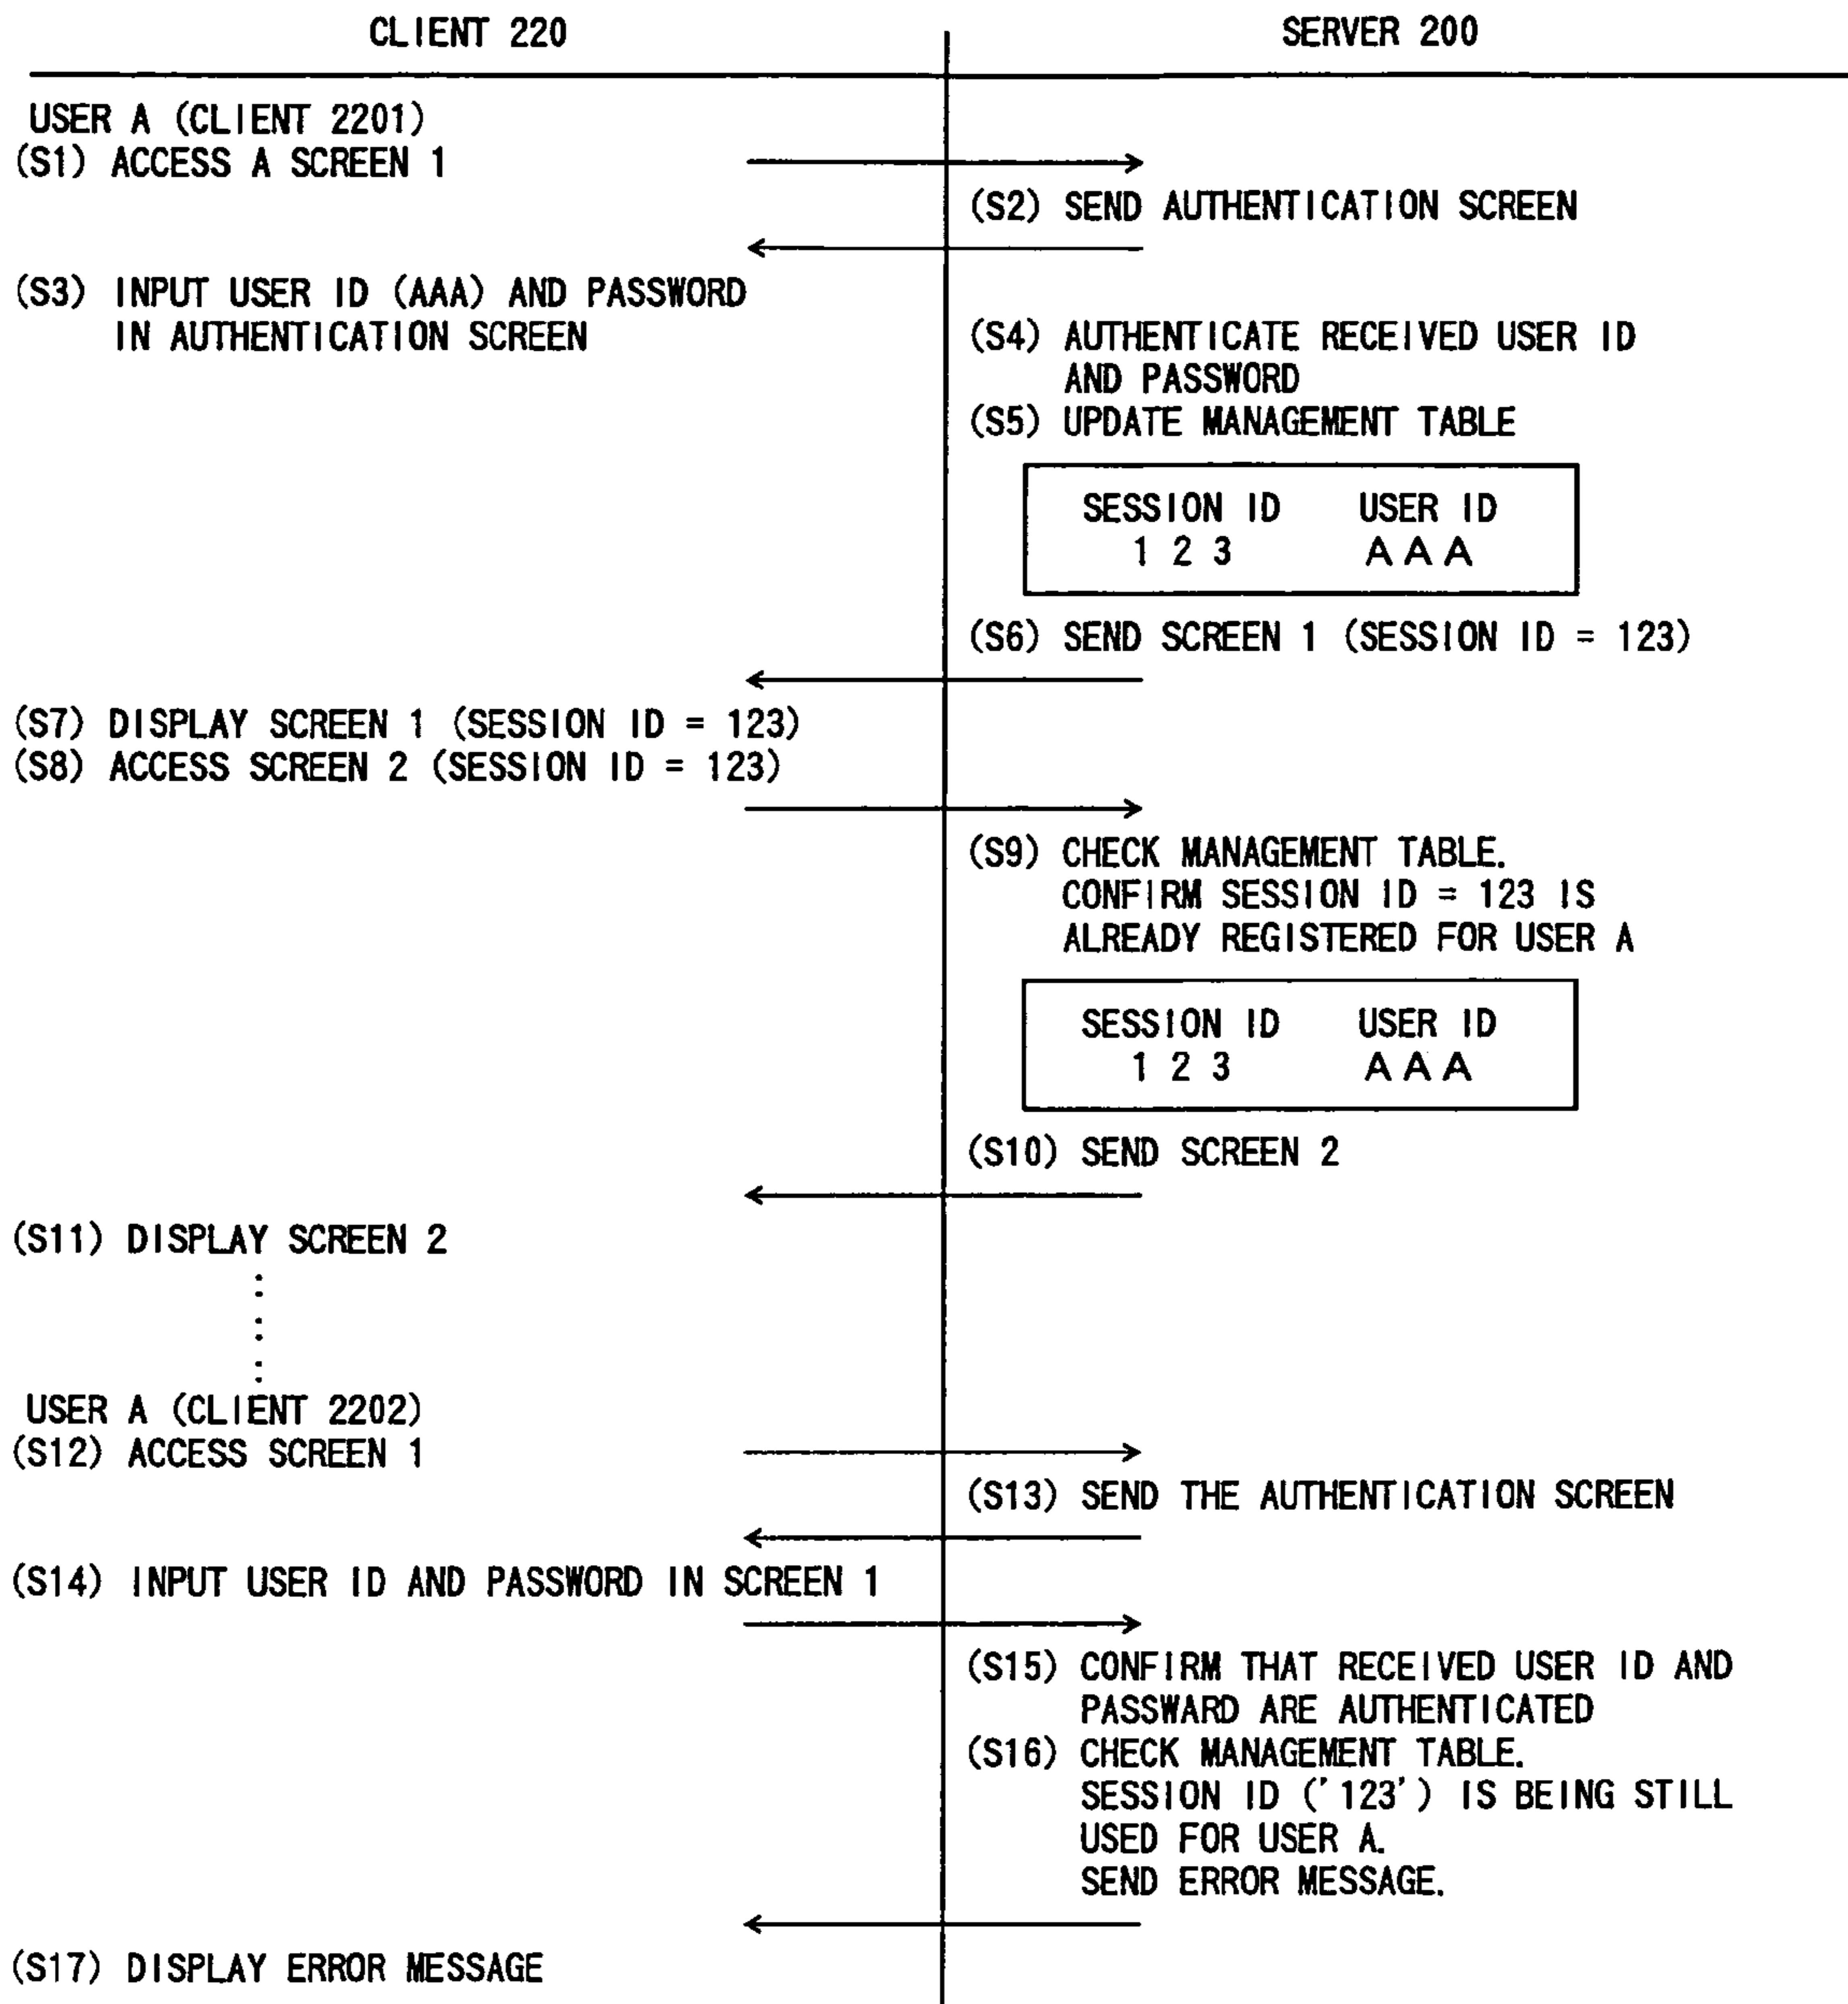 CLIENT 220
SERVER 200
USER A (CLIENT 2201)
(S1) ACCESS A SCREEN 1
(S2) SEND AUTHENTICATION SCREEN
(S3) INPUT USER ID (AAA) AND PASSWORD
IN AUTHENTICATION SCREEN
(S4) AUTHENTICATE RECEIVED USER ID
AND PASSWORD
(S5) UPDATE MANAGEMENT TABLE
SESSION ID USER ID
1 2 3 A A A
(S6) SEND SCREEN 1 (SESSION ID = 123)
(S7) DISPLAY SCREEN 1 (SESSION ID = 123)
(S8) ACCESS SCREEN 2 (SESSION ID = 123)
(S9) CHECK MANAGEMENT TABLE.
CONFIRM SESSION ID = 123 IS
ALREADY REGISTERED FOR USER A
SESSION ID USER ID
1 2 3 A A A
(S10) SEND SCREEN 2
(S11) DISPLAY SCREEN 2
USER A (CLIENT 2202)
(S12) ACCESS SCREEN 1
(S13) SEND THE AUTHENTICATION SCREEN
(S14) INPUT USER ID AND PASSWORD IN SCREEN 1
(S15) CONFIRM THAT RECEIVED USER ID AND
PASSWARD ARE AUTHENTICATED
(S16) CHECK MANAGEMENT TABLE.
SESSION ID ('123') IS BEING STILL
USED FOR USER A.
SEND ERROR MESSAGE.
(S17) DISPLAY ERROR MESSAGE